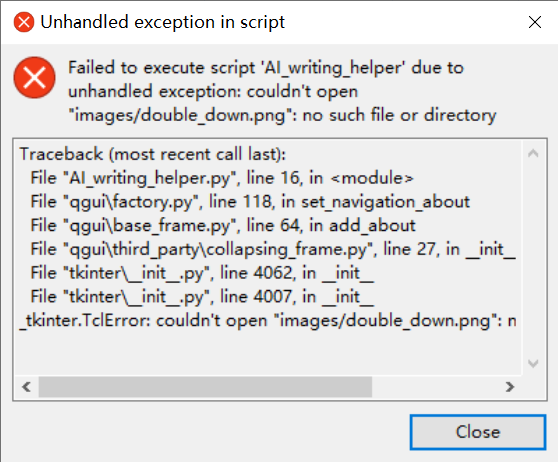 Unhandled exception in script
Failed to execute script 'AI_writing_helper' due to
unhandled exception: couldn't open
"images/double_down.png": no such file or directory
Traceback (most recent call last):
File "AI_writing_helper.py", line 16, in <module>
File "qgui\factory.py", line 118, in set_navigation_about
File "qgui\base_frame.py", line 64, in add_about
File "qgui\third_party\collapsing_frame.py", line 27, in __init__
File "tkinter\__init__.py", line 4062, in __init__
File "tkinter\__init__.py", line 4007, in __init__
_tkinter.TclError: couldn't open "images/double_down.png": n
Close